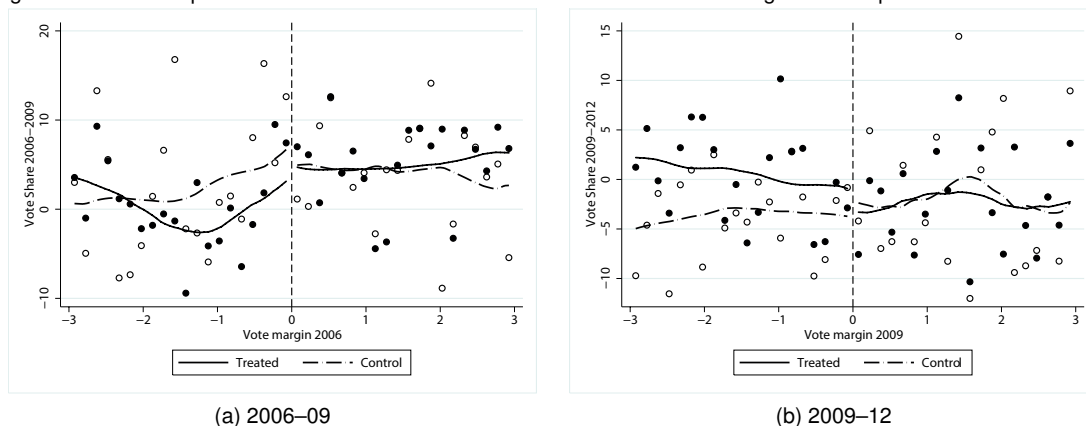 20
10
0
−10
Vote Share 2006−2009
−3 −2 −1 0 1 2 3
Vote margin 2006
Treated Control
(a) 2006–09
15
10
5
0
−5
−10
Vote Share 2009−2012
−3 −2 −1 0 1 2 3
Vote margin 2009
Treated Control
(b) 2009–12